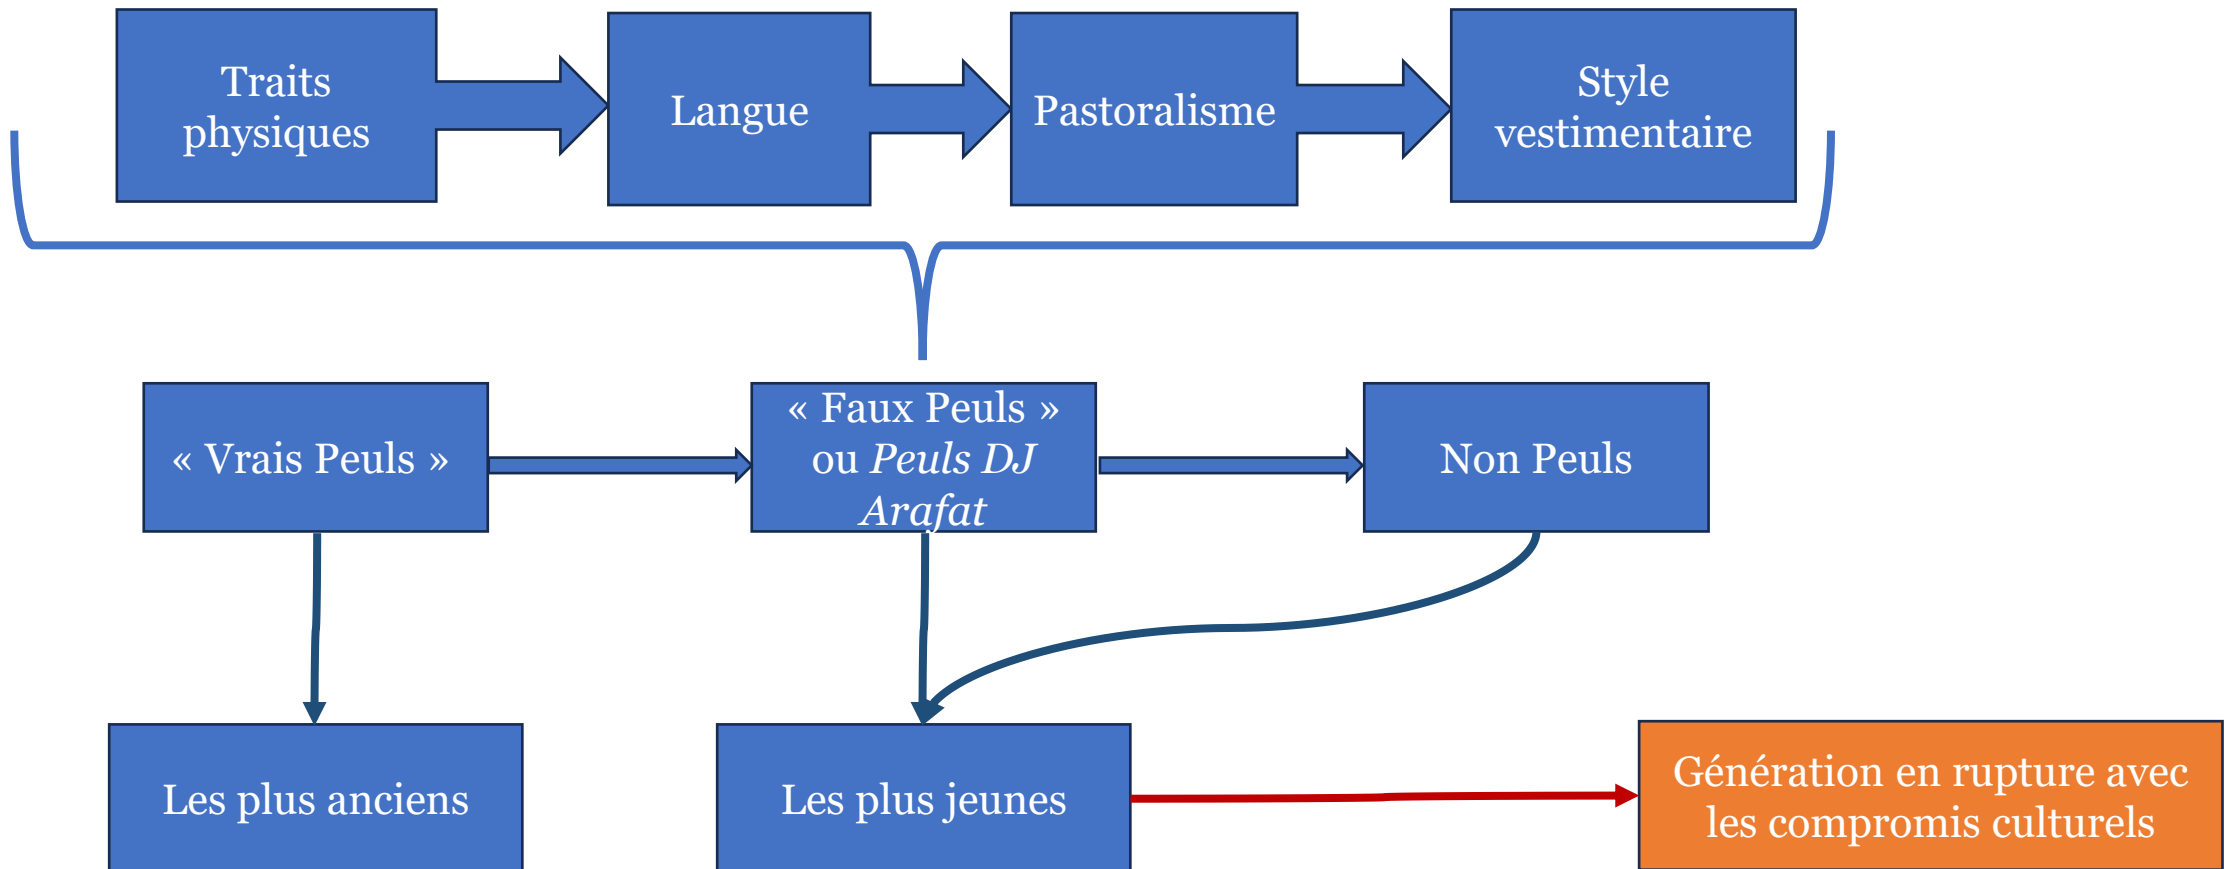 Traits
physiques
Langue
Pastoralisme
Style
vestimentaire
« Vrais Peuls »
« Faux Peuls »
ou Peuls DJ
Arafat
Non Peuls
Les plus anciens
Les plus jeunes
Génération en rupture avec
les compromis culturels